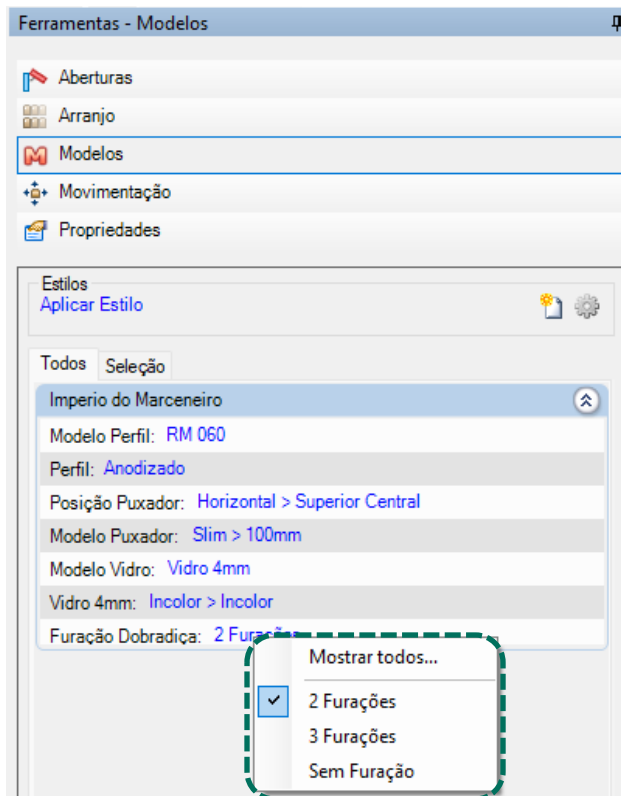 Ferramentas - Modelos
Aberturas
Arranjo
Modelos
Movimentação
Propriedades
Estilos
Aplicar Estilo
Todos Seleção
Imperio do Marceneiro
Modelo Perfil: RM 060
Perfil: Anodizado
Posição Puxador: Horizontal > Superior Central
Modelo Puxador: Slim > 100mm
Modelo Vidro: Vidro 4mm
Vidro 4mm: Incolor > Incolor
Furação Dobradiça: 2 Furações
Mostrar todos...
2 Furações
3 Furações
Sem Furação